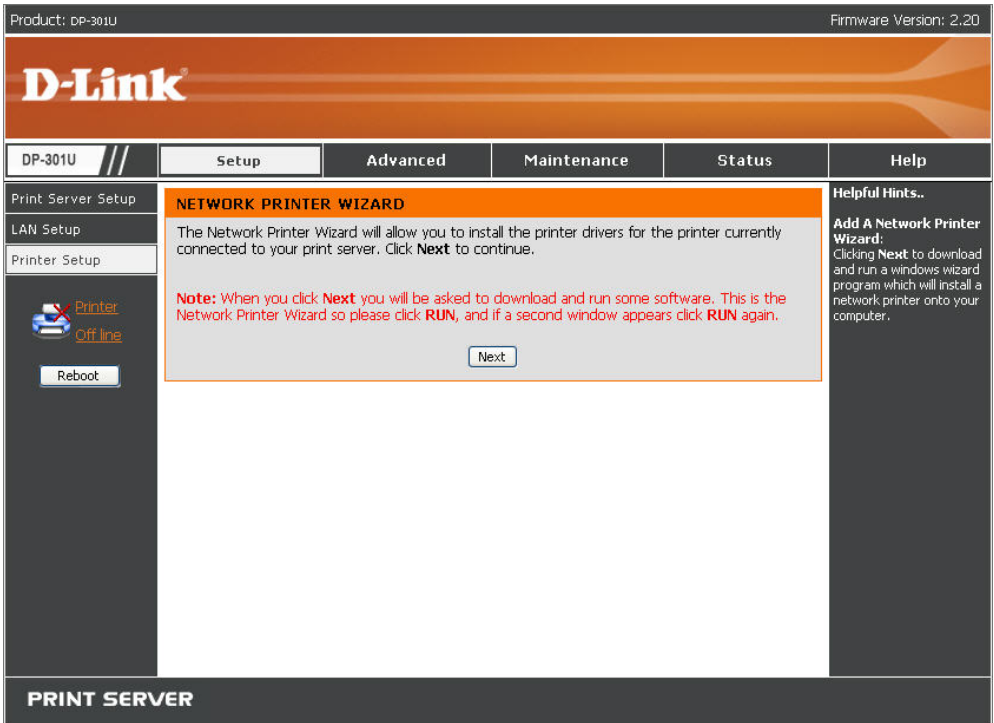 Product: DP-301U
Firmware Version: 2.20
D-Link
DP-301U
Setup
Advanced
Maintenance
Status
Help
Print Server Setup
LAN Setup
Printer Setup
Printer
Off line
Reboot
NETWORK PRINTER WIZARD
The Network Printer Wizard will allow you to install the printer drivers for the printer currently
connected to your print server. Click Next to continue.
Note: When you click Next you will be asked to download and run some software. This is the
Network Printer Wizard so please click RUN, and if a second window appears click RUN again.
Next
Helpful Hints..
Add A Network Printer
Wizard:
Clicking Next to download
and run a windows wizard
program which will install a
network printer onto your
computer.
PRINT SERVER